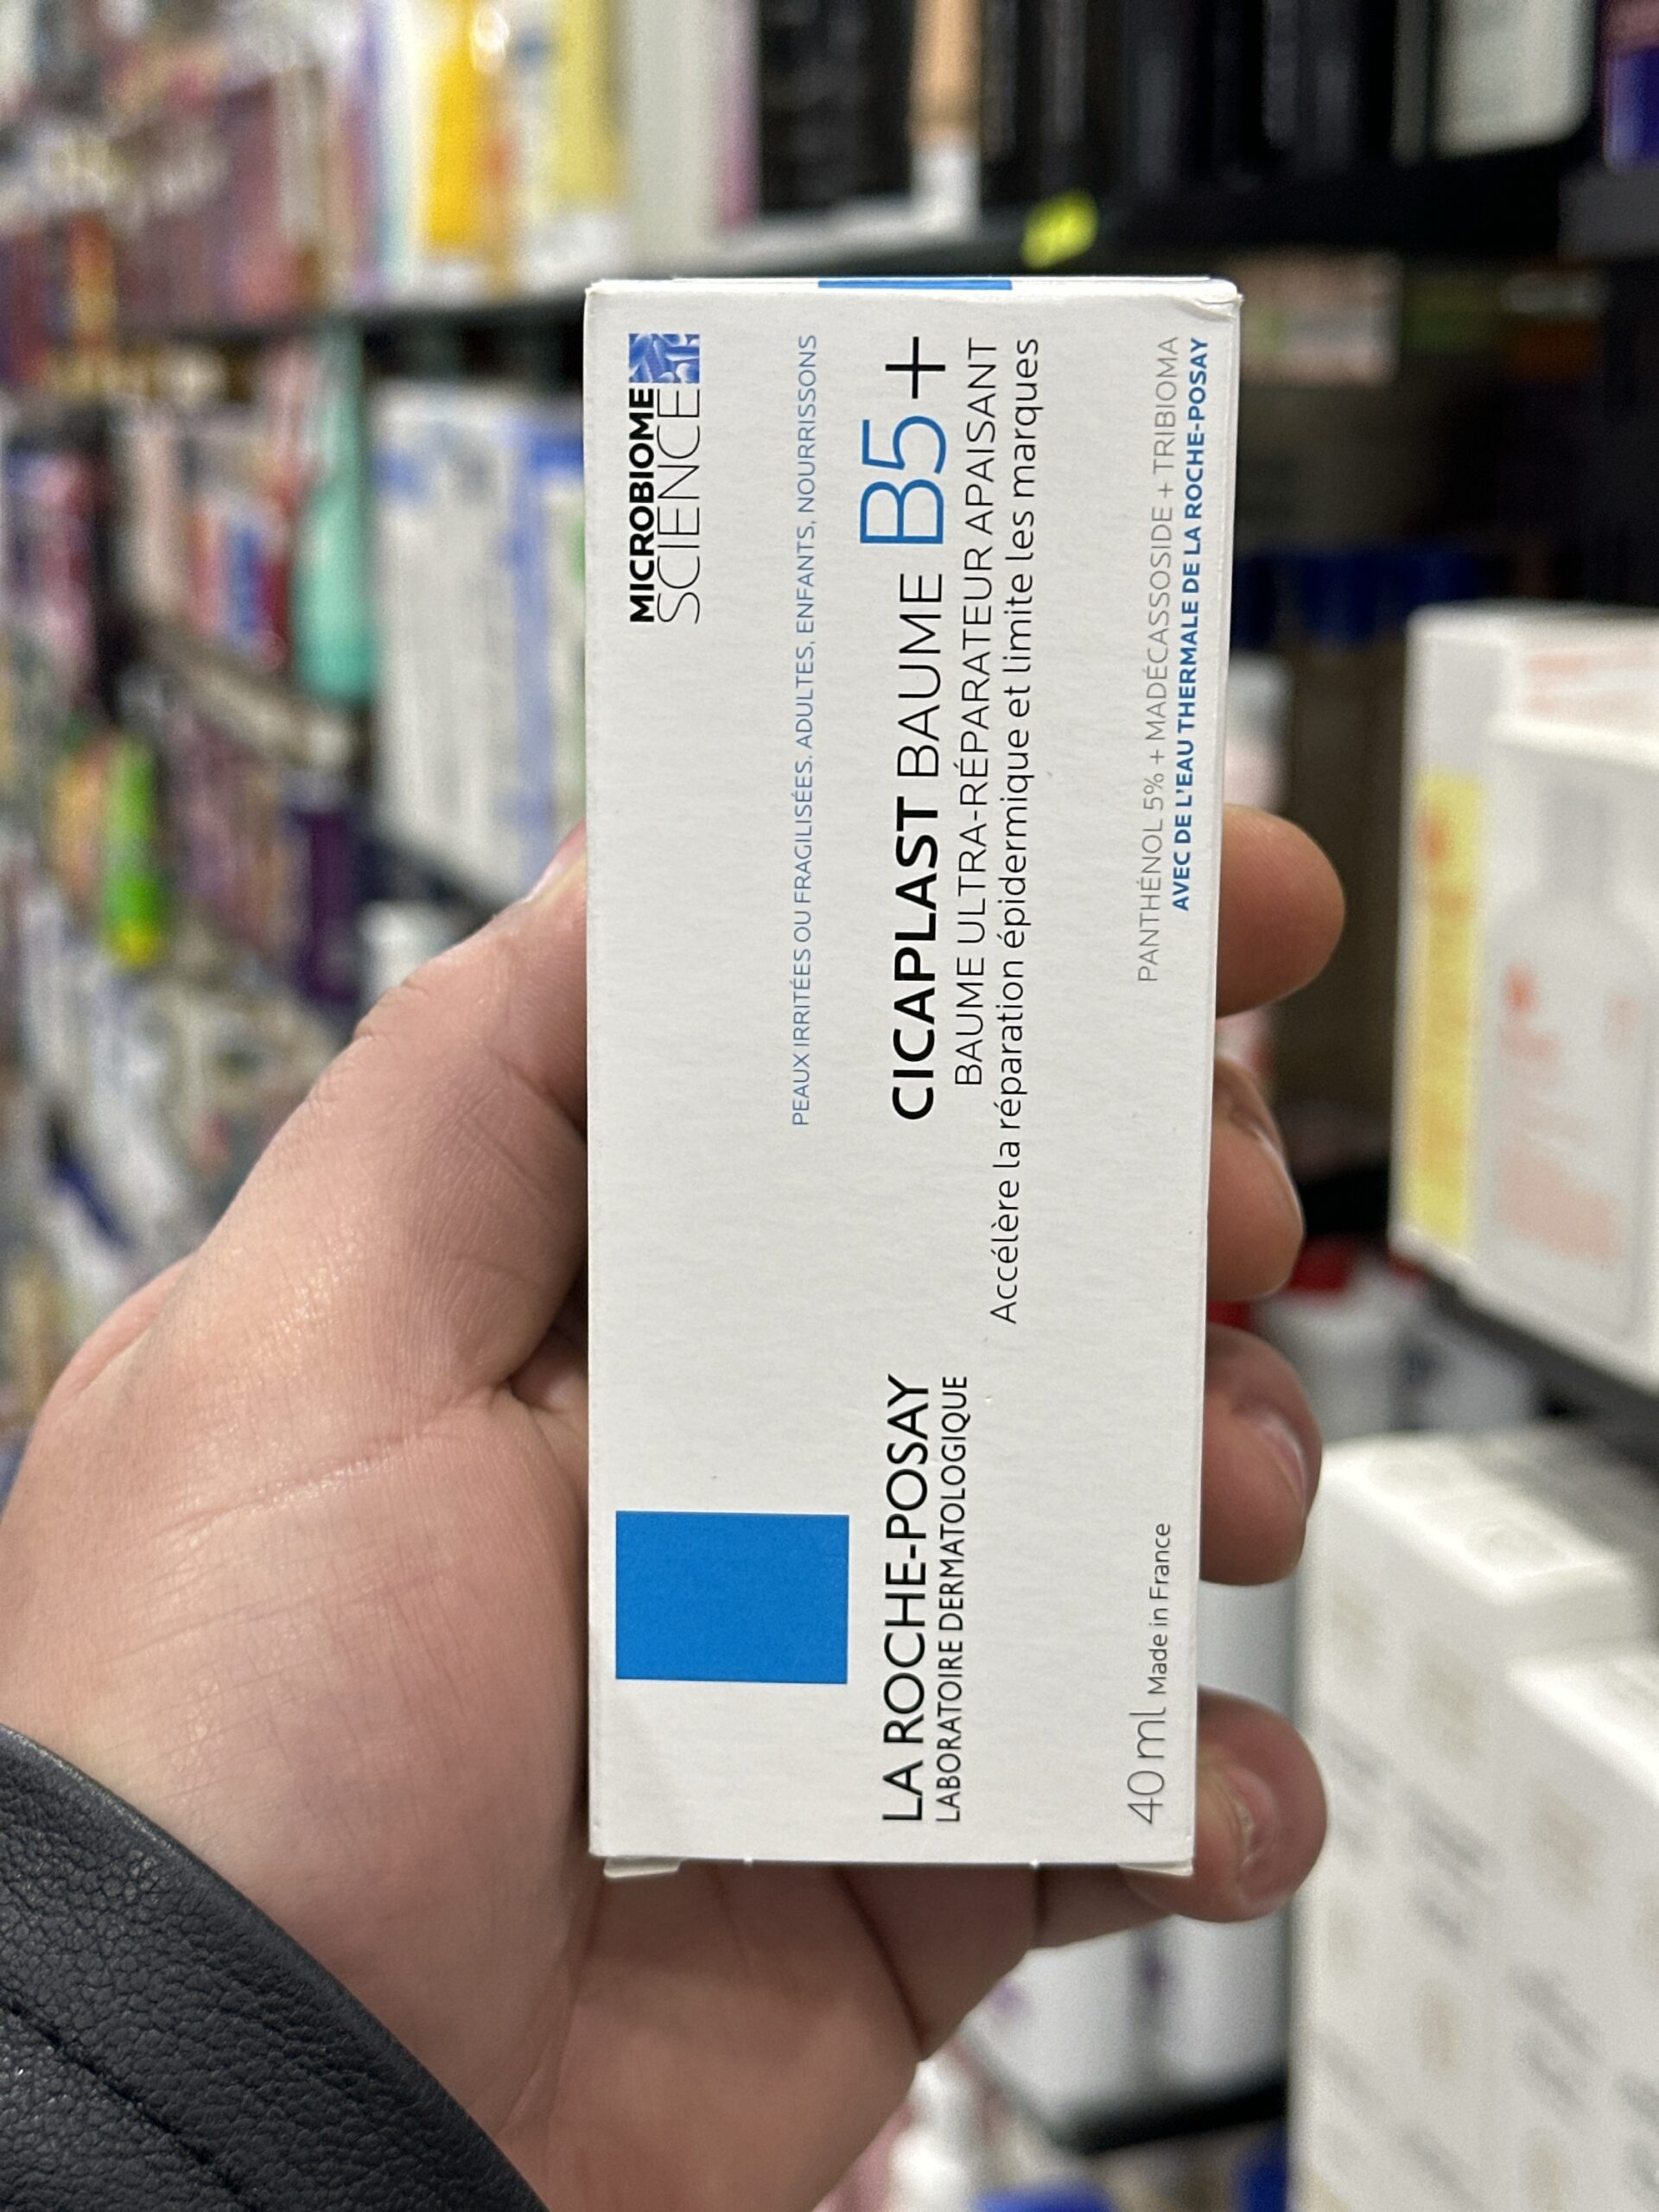 MICROBIOME
SCIENCE
PEAUX IRRITÉES OU FRAGILISÉES. ADULTES, ENFANTS, NOURRISSONS
LA ROCHE-POSAY
LABORATOIRE DERMATOLOGIQUE
CICAPLAST BAUME B5+
BAUME ULTRA-RÉPARATEUR APAISANT
Accélère la réparation épidermique et limite les marques
40 ml Made in France
PANTHÉNOL 5% + MADÉCASSOSIDE + TRIBIOMA
AVEC DE L'EAU THERMALE DE LA ROCHE-POSAY